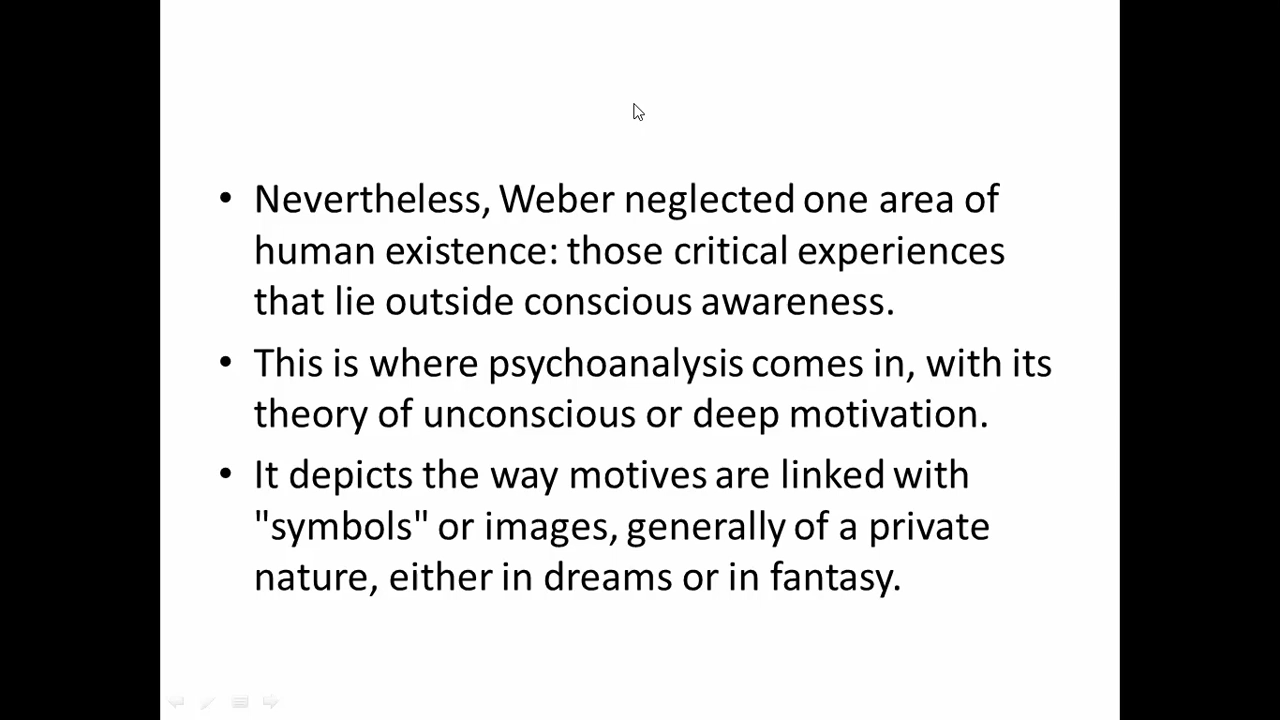 • Nevertheless, Weber neglected one area of
human existence: those critical experiences
that lie outside conscious awareness.
• This is where psychoanalysis comes in, with its
theory of unconscious or deep motivation.
• It depicts the way motives are linked with
"symbols" or images, generally of a private
nature, either in dreams or in fantasy.